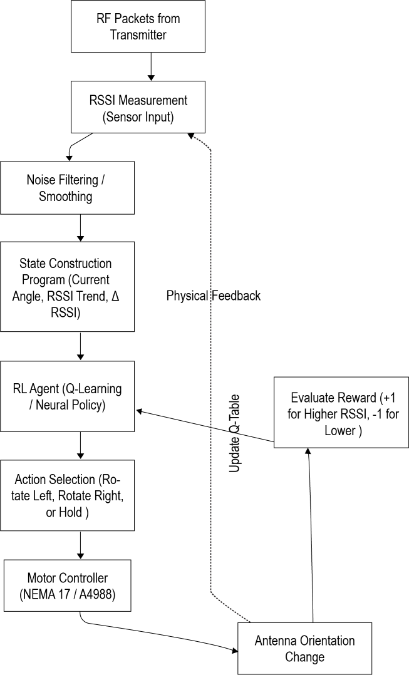 RF Packets from
Transmitter
RSSI Measurement
(Sensor Input)
Noise Filtering /
Smoothing
State Construction
Program (Current
Angle, RSSI Trend, Δ
RSSI)
Physical Feedback
RL Agent (Q-Learning
/ Neural Policy)
Update Q-Table
Evaluate Reward (+1
for Higher RSSI, -1 for
Lower )
Action Selection (Ro-
tate Left, Rotate Right,
or Hold )
Motor Controller
(NEMA 17 / A4988)
Antenna Orientation
Change